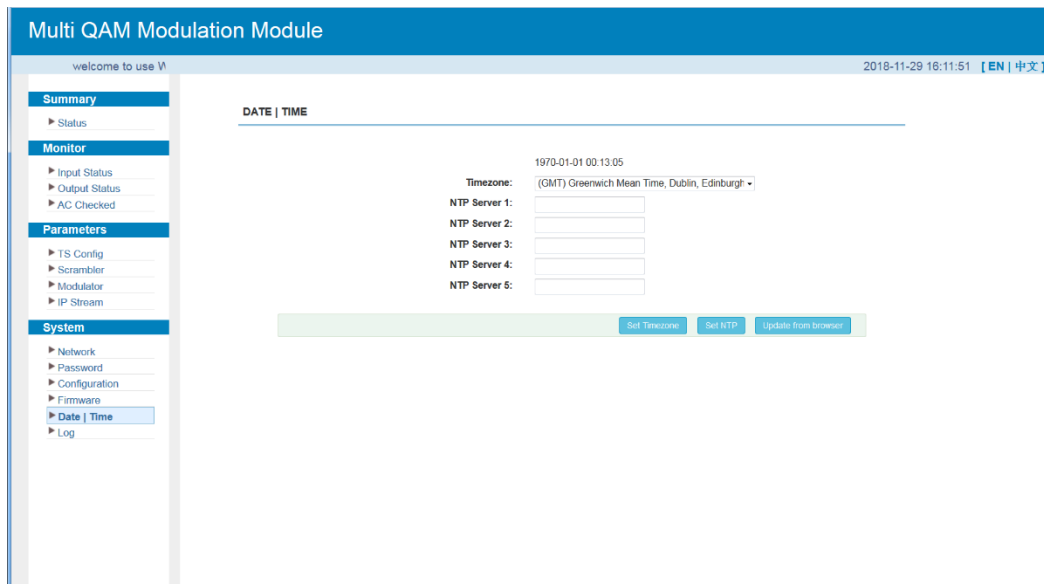 Multi QAM Modulation Module
welcome to use
2018-11-29 16:11:51 [ EN | 中文 ]
Summary
Status
Monitor
Input Status
Output Status
AC Checked
Parameters
TS Config
Scrambler
Modulator
IP Stream
System
Network
Password
Configuration
Firmware
Date | Time
Log
DATE | TIME
1970-01-01 00:13:05
Timezone: (GMT) Greenwich Mean Time, Dublin, Edinburgh
NTP Server 1:
NTP Server 2:
NTP Server 3:
NTP Server 4:
NTP Server 5:
Set Timezone Set NTP Update from browser